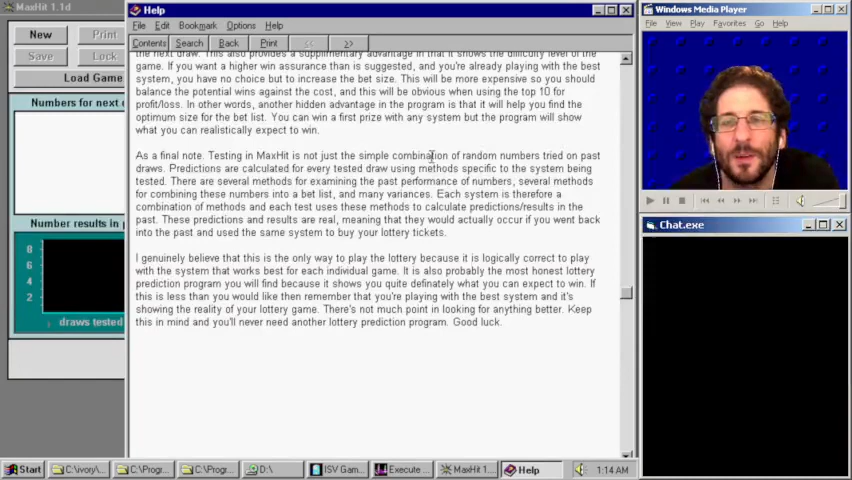 MaxHit 1.1d
New
Print
Save
Lock
Load Game
Numbers for next d
Number results in p
8
6
4
2
draws tested
Help
File Edit Bookmark Options Help
Contents Search Back Print << >>
the next draw. This also provides a supplimentary advantage in that it shows the difficulty level of the
game. If you want a higher win assurance than is suggested, and you're already playing with the best
system, you have no choice but to increase the bet size. This will be more expensive so you should
balance the potential wins against the cost, and this will be obvious when using the top 10 for
profit/loss. In other words, another hidden advantage in the program is that it will help you find the
optimum size for the bet list. You can win a first prize with any system but the program will show
what you can realistically expect to win.
As a final note. Testing in MaxHit is not just the simple combination of random numbers tried on past
draws. Predictions are calculated for every tested draw using methods specific to the system being
tested. There are several methods for examining the past performance of numbers, several methods
for combining these numbers into a bet list, and many variances. Each system is therefore a
combination of methods and each test uses these methods to calculate predictions/results in the
past. These predictions and results are real, meaning that they would actually occur if you went back
into the past and used the same system to buy your lottery tickets.
I genuinely believe that this is the only way to play the lottery because it is logically correct to play
with the system that works best for each individual game. It is also probably the most honest lottery
prediction program you will find because it shows you quite definately what you can expect to win. If
this is less than you would like then remember that you're playing with the best system and it's
showing the reality of your lottery game. There's not much point in looking for anything better. Keep
this in mind and you'll never need another lottery prediction program. Good luck.
Windows Media Player
File View Play Favorites Go Help
Chat.exe
Start C:\ivory\... C:\Progr... C:\Progr... D:\ ISV Gam... Execute ... MaxHit 1... Help 1:14 AM